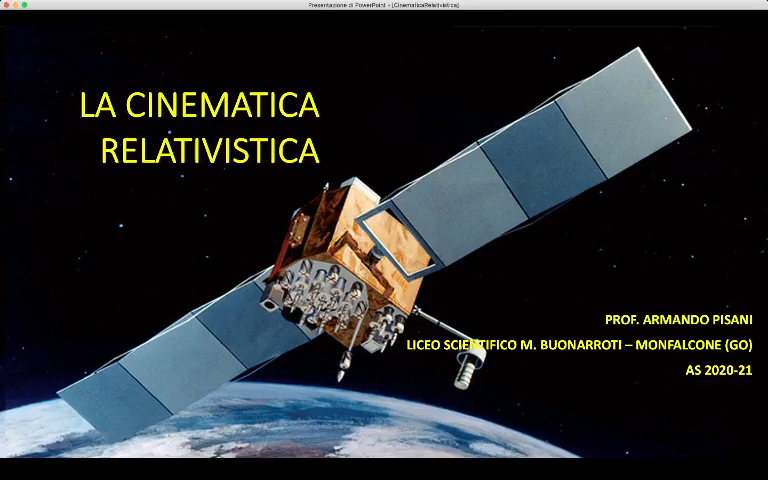 Presentazione di PowerPoint - [CinematicaRelativistica]
LA CINEMATICA
RELATIVISTICA
PROF. ARMANDO PISANI
LICEO SCIENTIFICO M. BUONARROTI – MONFALCONE (GO)
AS 2020-21